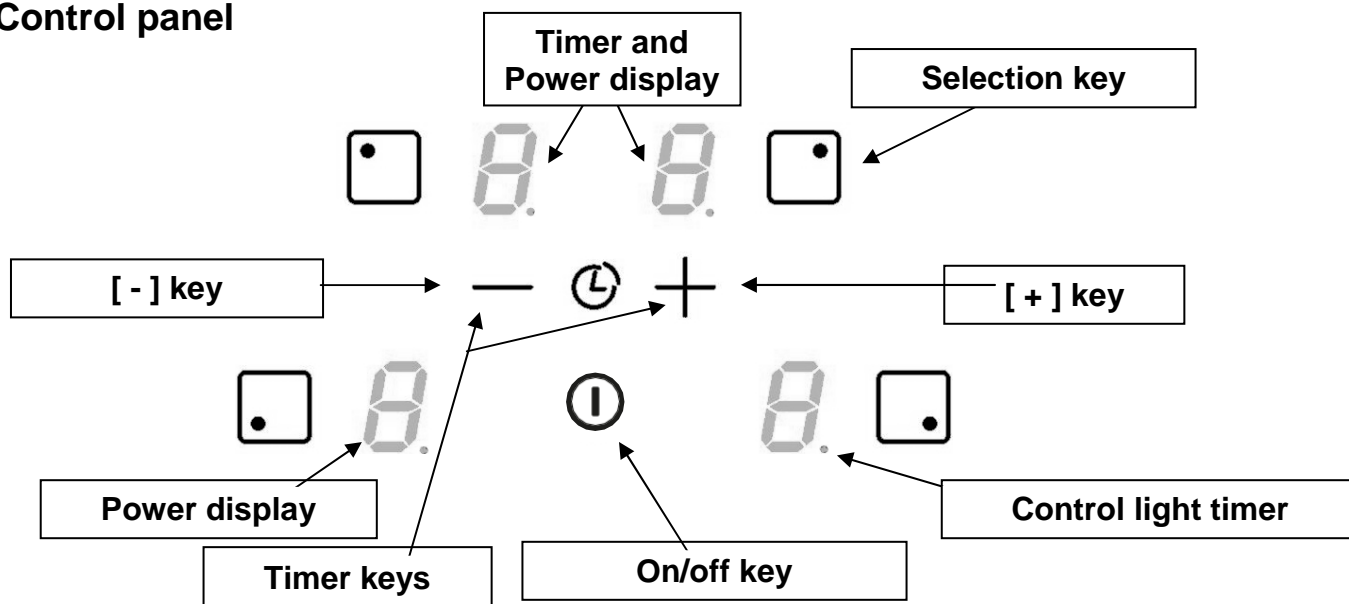 Control panel
Timer and
Power display
Selection key
[ - ] key
[ + ] key
Power display
Control light timer
Timer keys
On/off key